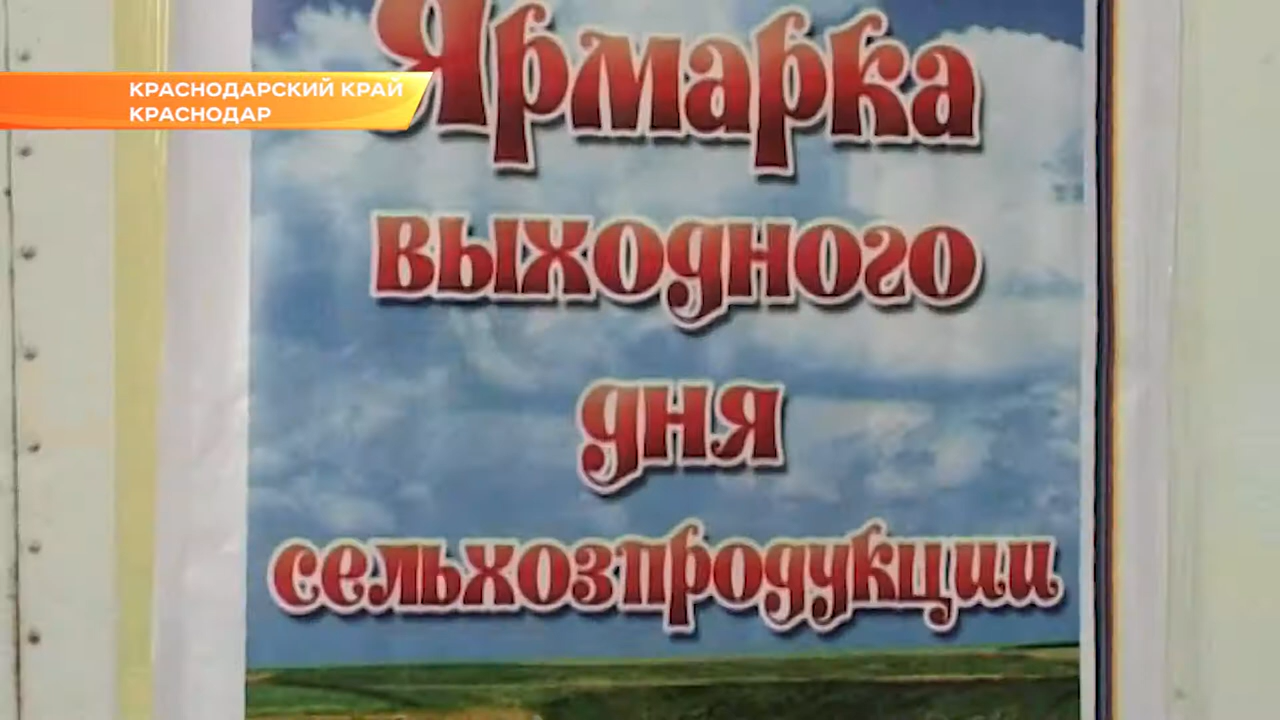 КРАСНОДАРСКИЙ КРАЙ
КРАСНОДАР
Ярмарка
выходного
дня
сельхозпродукции